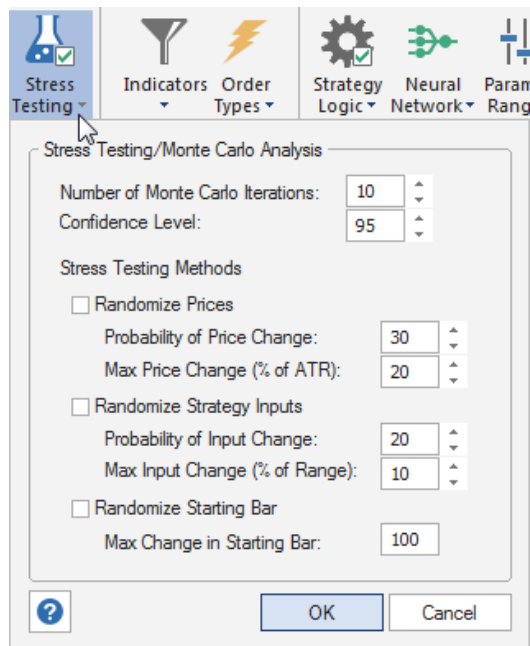 Stress Testing
Indicators
Order Types
Strategy Logic
Neural Network
Param Rang
Stress Testing/Monte Carlo Analysis
Number of Monte Carlo Iterations: 10
Confidence Level: 95
Stress Testing Methods
Randomize Prices
Probability of Price Change: 30
Max Price Change (% of ATR): 20
Randomize Strategy Inputs
Probability of Input Change: 20
Max Input Change (% of Range): 10
Randomize Starting Bar
Max Change in Starting Bar: 100
? OK Cancel